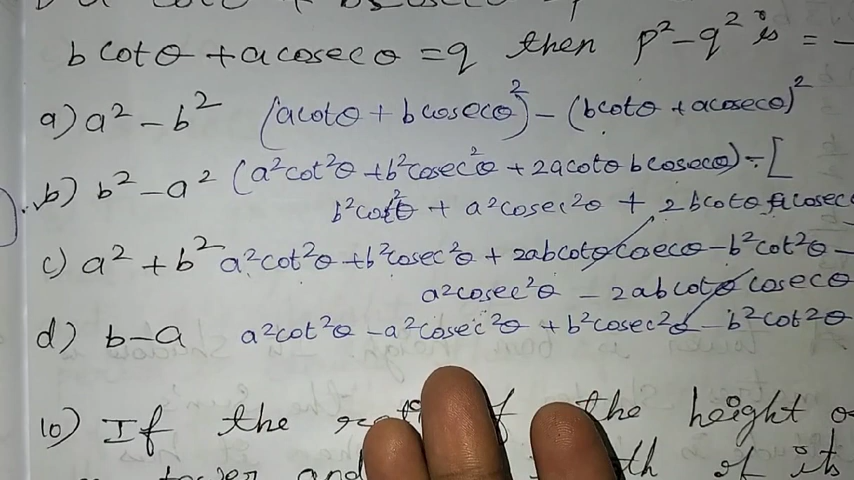 b cotθ + a cosec θ = q then p² - q² is = -
a) a² - b² (a cotθ + b cosecθ)² - (b cotθ + a cosecθ)²
b) b² - a² (a²cot²θ + b²cosec²θ + 2a cotθ b cosecθ) - [
b²cot²θ + a²cosec²θ + 2b cotθ a cosec
c) a² + b² a²cot²θ + b²cosec²θ + 2ab cotθ cosecθ - b²cot²θ -
a²cosec²θ - 2ab cotθ cosecθ
d) b-a a²cot²θ - a²cosec²θ + b²cosec²θ - b²cot²θ
10) If the the height
and of its